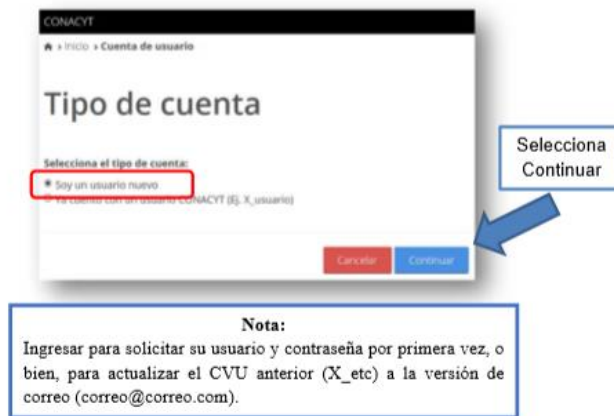 CONACYT
› Inicio › Cuenta de usuario
Tipo de cuenta
Selecciona el tipo de cuenta:
Soy un usuario nuevo
Ya cuento con un usuario CONACYT (Ej. X_usuario)
Cancelar Continuar
Selecciona
Continuar
Nota:
Ingresar para solicitar su usuario y contraseña por primera vez, o
bien, para actualizar el CVU anterior (X_etc) a la versión de
correo (correo@correo.com).